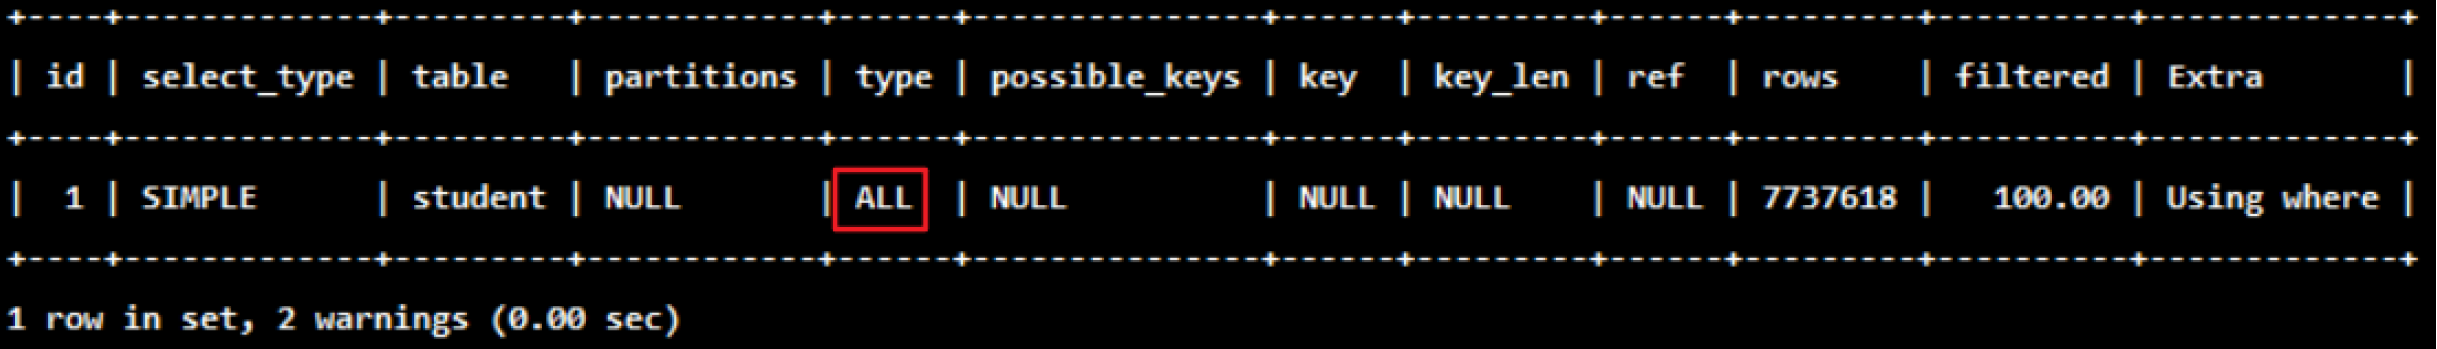 +----+-------------+---------+------------+------+---------------+------+---------+------+---------+----------+-------------+
| id | select_type | table   | partitions | type | possible_keys | key  | key_len | ref  | rows    | filtered | Extra       |
+----+-------------+---------+------------+------+---------------+------+---------+------+---------+----------+-------------+
|  1 | SIMPLE      | student | NULL       | ALL  | NULL          | NULL | NULL    | NULL | 7737618 |   100.00 | Using where |
+----+-------------+---------+------------+------+---------------+------+---------+------+---------+----------+-------------+
1 row in set, 2 warnings (0.00 sec)